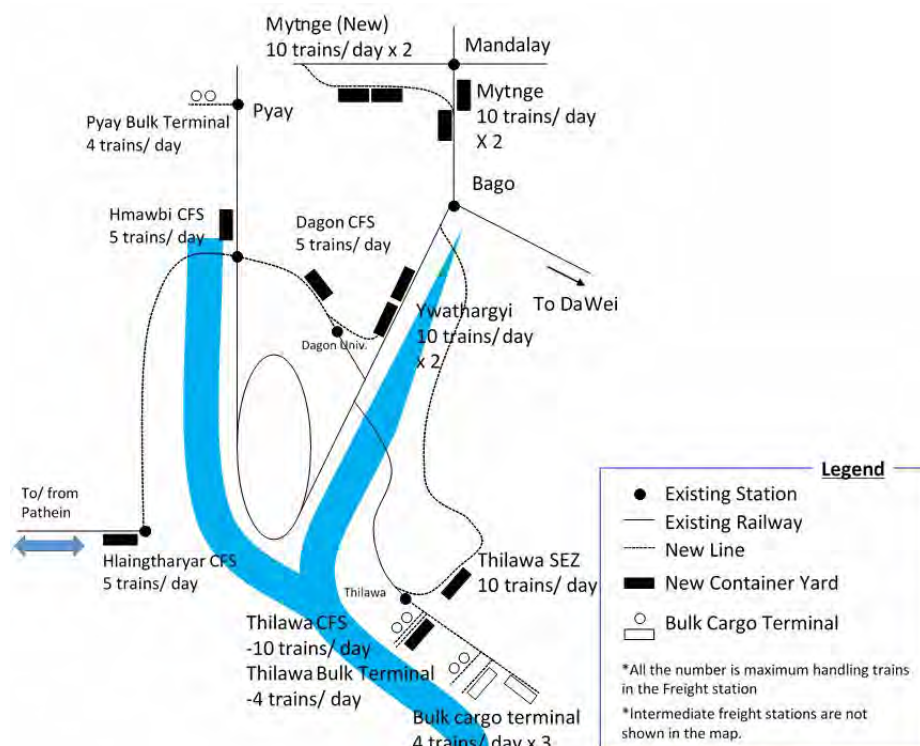 Mytnge (New)
10 trains/ day x 2
Mandalay
Mytnge
10 trains/ day
X 2
Pyay
Pyay Bulk Terminal
4 trains/ day
Bago
Hmawbi CFS
5 trains/ day
Dagon CFS
5 trains/ day
To DaWei
Ywathargyi
10 trains/ day
x 2
Dagon Univ.
To/ from
Pathein
Hlaingtharyar CFS
5 trains/ day
Thilawa SEZ
10 trains/ day
Thilawa
Thilawa CFS
-10 trains/ day
Thilawa Bulk Terminal
-4 trains/ day
Bulk cargo terminal
4 trains/ day x 3
Legend
Existing Station
Existing Railway
New Line
New Container Yard
Bulk Cargo Terminal
*All the number is maximum handling trains
in the Freight station
*Intermediate freight stations are not
shown in the map.